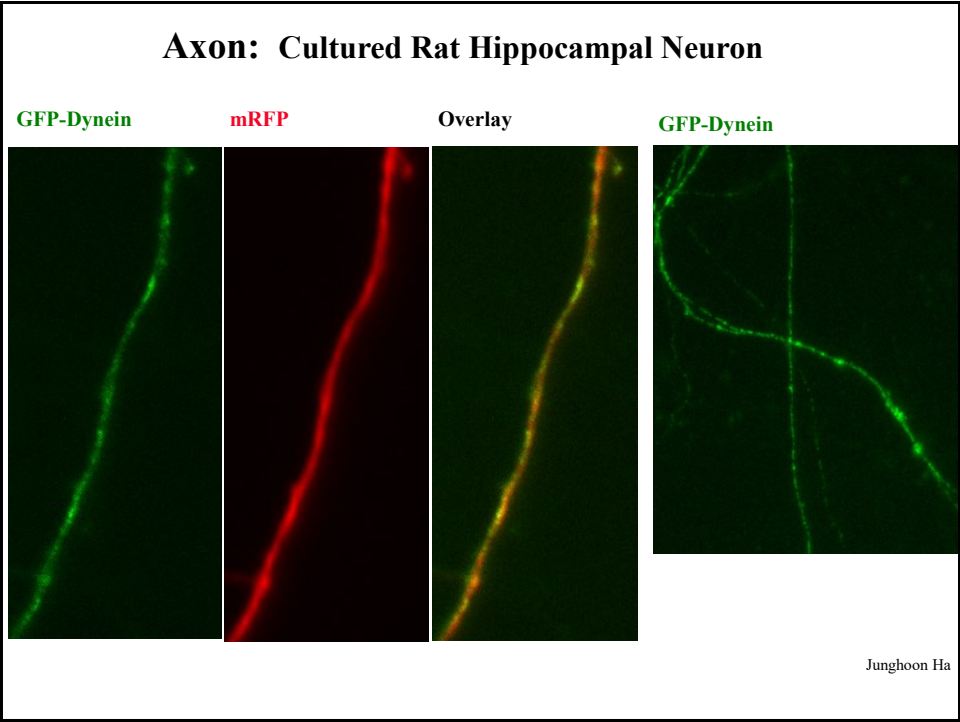 Axon: Cultured Rat Hippocampal Neuron
GFP-Dynein
mRFP
Overlay
GFP-Dynein
Junghoon Ha